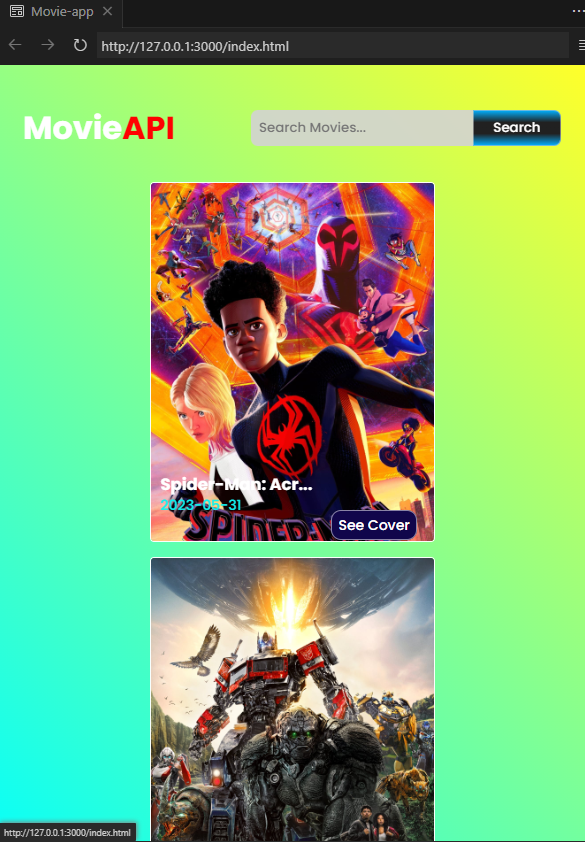 Movie-app
http://127.0.0.1:3000/index.html
MovieAPI
Search Movies...
Search
Spider-Man: Acr...
2023-05-31
See Cover
http://127.0.0.1:3000/index.html